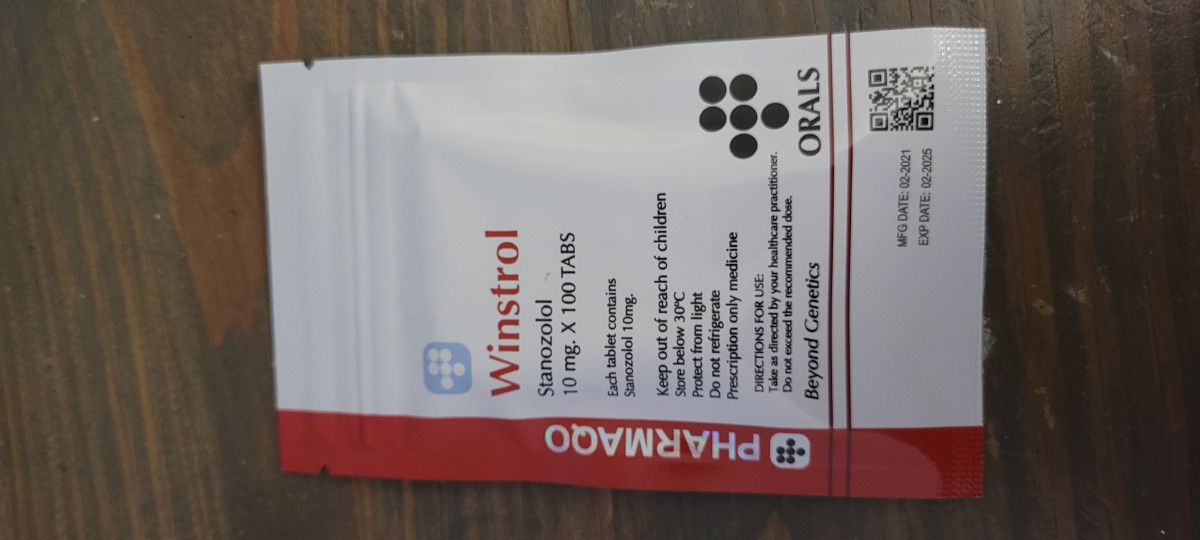 PHARMAQO
Winstrol
Stanozolol
10 mg. X 100 TABS
Each tablet contains
Stanozolol 10mg.
Keep out of reach of children
Store below 30ºC
Protect from light
Do not refrigerate
Prescription only medicine
DIRECTIONS FOR USE:
Take as directed by your healthcare practitioner.
Do not exceed the recommended dose.
Beyond Genetics
ORALS
MFG DATE: 02-2021
EXP DATE: 02-2025